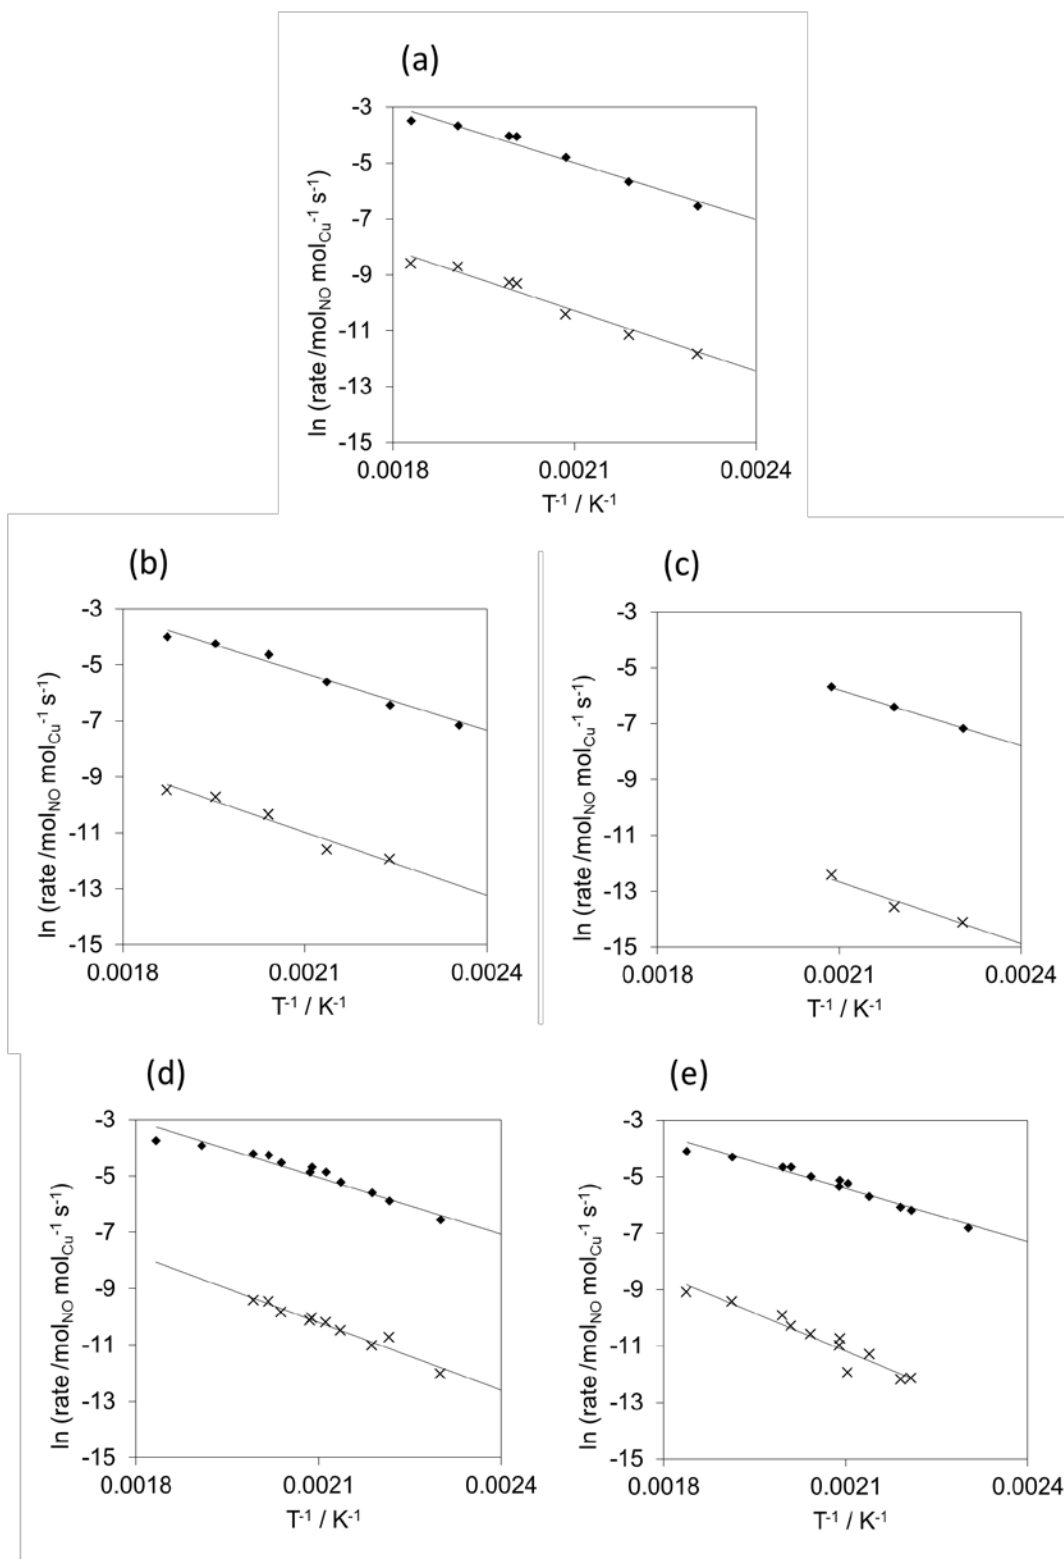 (a)
-3
-5
-7
-9
-11
-13
-15
ln (rate /mol_NO mol_Cu^-1 s^-1)
0.0018 0.0021 0.0024
T^-1 / K^-1
(b)
-3
-5
-7
-9
-11
-13
-15
ln (rate /mol_NO mol_Cu^-1 s^-1)
0.0018 0.0021 0.0024
T^-1 / K^-1
(c)
-3
-5
-7
-9
-11
-13
-15
ln (rate /mol_NO mol_Cu^-1 s^-1)
0.0018 0.0021 0.0024
T^-1 / K^-1
(d)
-3
-5
-7
-9
-11
-13
-15
ln (rate /mol_NO mol_Cu^-1 s^-1)
0.0018 0.0021 0.0024
T^-1 / K^-1
(e)
-3
-5
-7
-9
-11
-13
-15
ln (rate /mol_NO mol_Cu^-1 s^-1)
0.0018 0.0021 0.0024
T^-1 / K^-1